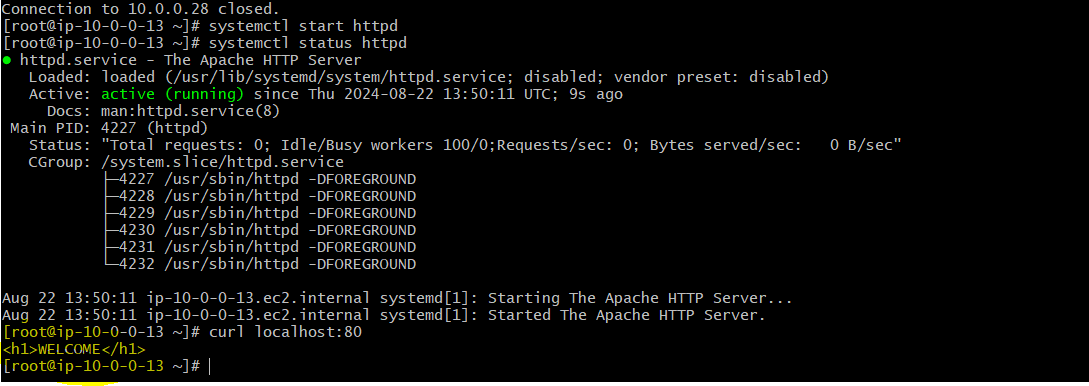 Connection to 10.0.0.28 closed.
[root@ip-10-0-0-13 ~]# systemctl start httpd
[root@ip-10-0-0-13 ~]# systemctl status httpd
● httpd.service - The Apache HTTP Server
   Loaded: loaded (/usr/lib/systemd/system/httpd.service; disabled; vendor preset: disabled)
   Active: active (running) since Thu 2024-08-22 13:50:11 UTC; 9s ago
     Docs: man:httpd.service(8)
 Main PID: 4227 (httpd)
   Status: "Total requests: 0; Idle/Busy workers 100/0;Requests/sec: 0; Bytes served/sec:   0 B/sec"
   CGroup: /system.slice/httpd.service
           ├─4227 /usr/sbin/httpd -DFOREGROUND
           ├─4228 /usr/sbin/httpd -DFOREGROUND
           ├─4229 /usr/sbin/httpd -DFOREGROUND
           ├─4230 /usr/sbin/httpd -DFOREGROUND
           ├─4231 /usr/sbin/httpd -DFOREGROUND
           └─4232 /usr/sbin/httpd -DFOREGROUND
Aug 22 13:50:11 ip-10-0-0-13.ec2.internal systemd[1]: Starting The Apache HTTP Server...
Aug 22 13:50:11 ip-10-0-0-13.ec2.internal systemd[1]: Started The Apache HTTP Server.
[root@ip-10-0-0-13 ~]# curl localhost:80
<h1>WELCOME</h1>
[root@ip-10-0-0-13 ~]#